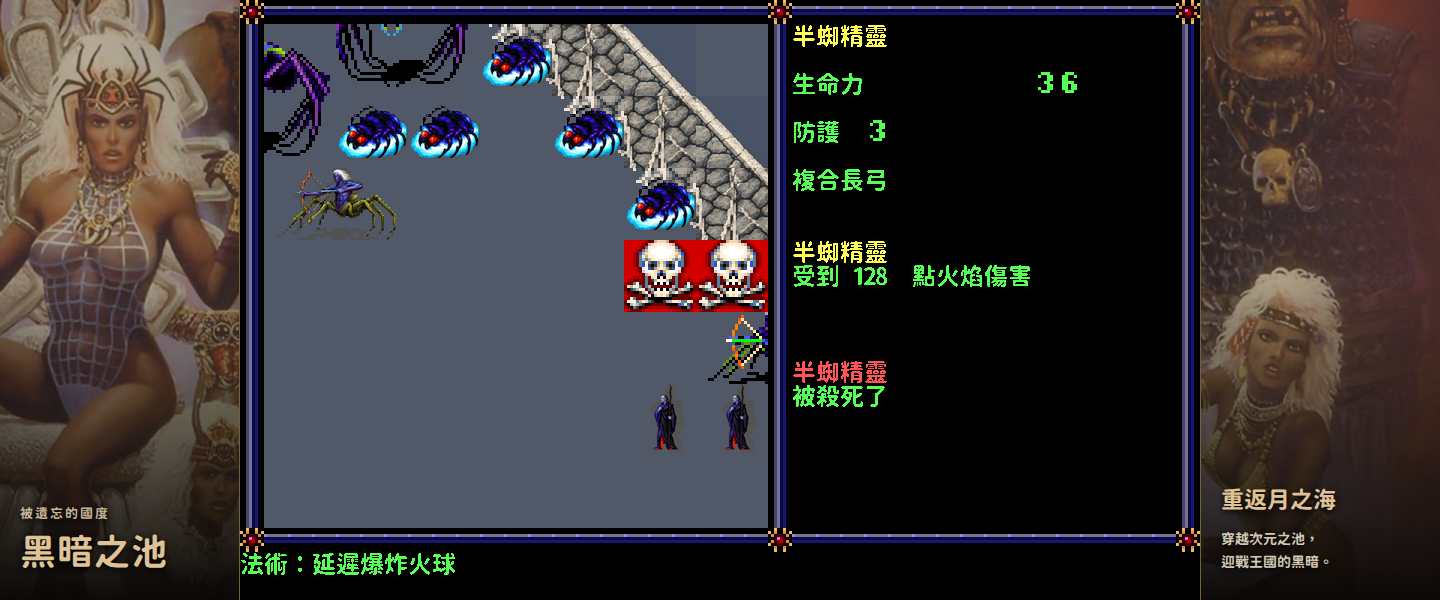 半蜘精靈
生命力 36
防護 3
複合長弓
半蜘精靈
受到 128 點火焰傷害
半蜘精靈
被殺死了
法術：延遲爆炸火球
被遺忘的國度
黑暗之池
重返月之海
穿越次元之池，
迎戰王國的黑暗。